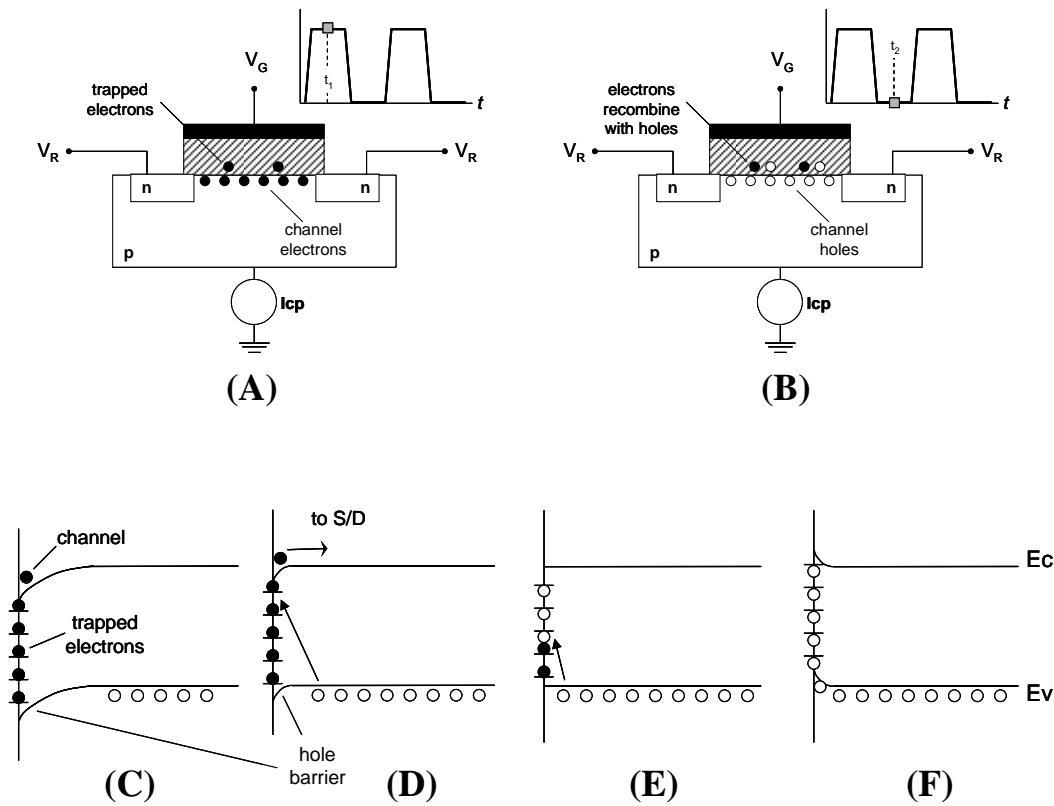 V_G
t_1
t
trapped
electrons
V_R
V_R
n
n
channel
electrons
p
Icp
(A)
V_G
t_2
t
electrons
recombine
with holes
V_R
V_R
n
n
channel
holes
p
Icp
(B)
channel
trapped
electrons
to S/D
hole
barrier
Ec
Ev
(C)
(D)
(E)
(F)